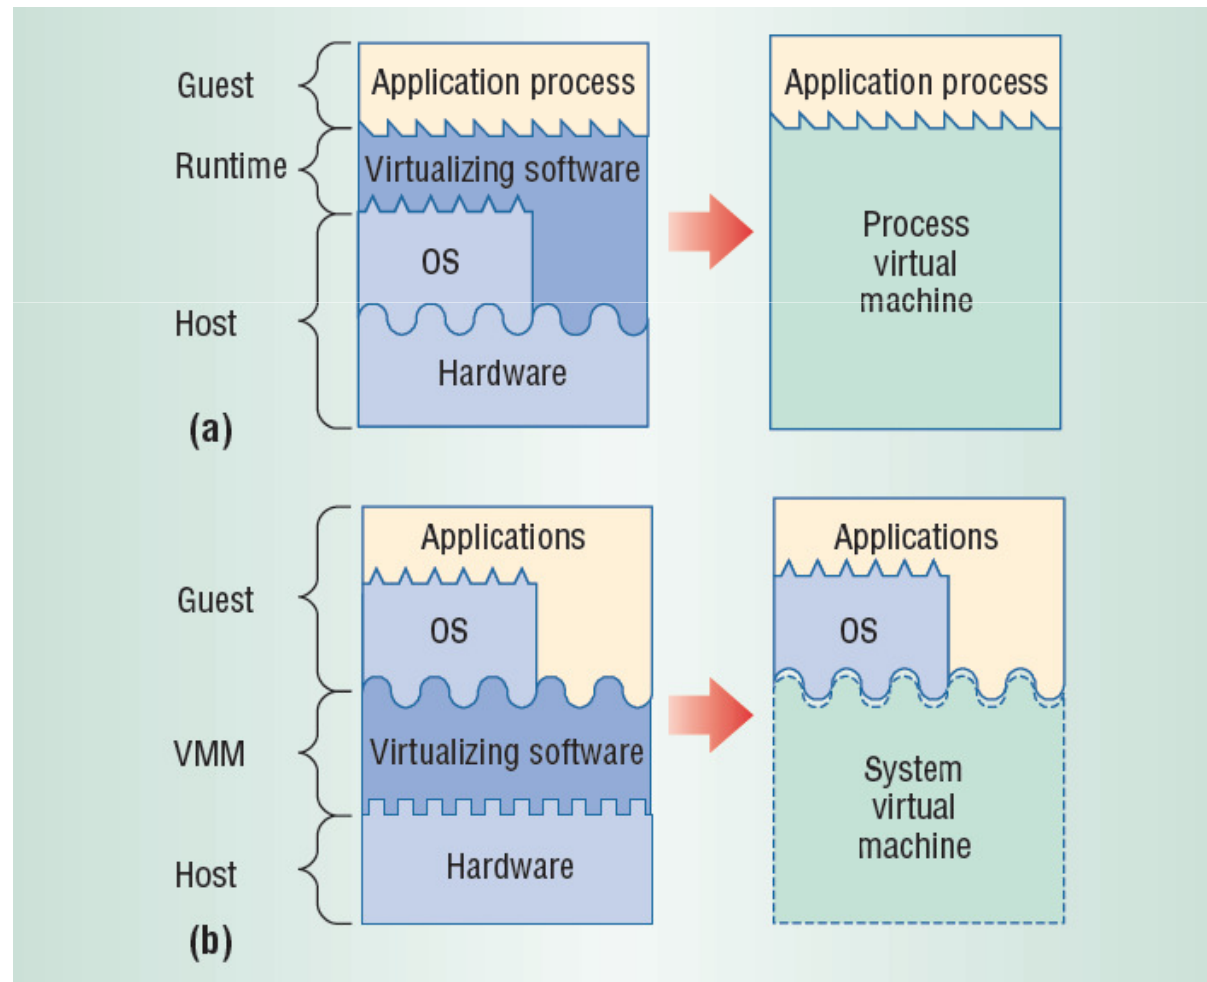 Guest
Application process
Runtime
Virtualizing software
OS
Host
Hardware
(a)
Application process
Process
virtual
machine
Guest
Applications
OS
VMM
Virtualizing software
Host
Hardware
(b)
Applications
OS
System
virtual
machine